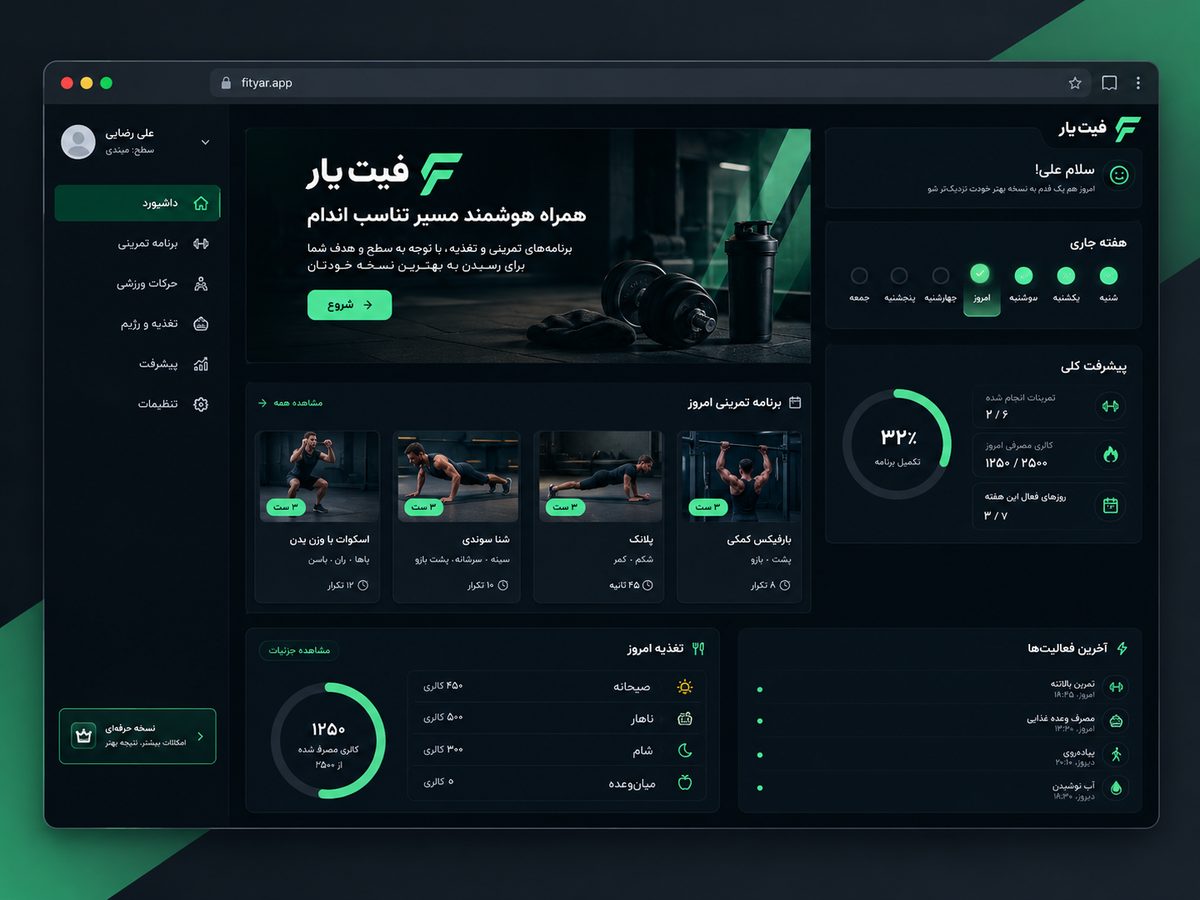 fityar.app
علی رضایی
سطح: مبتدی
داشبورد
برنامه تمرینی
حرکات ورزشی
تغذیه و رژیم
پیشرفت
تنظیمات
نسخه حرفه‌ای
امکانات بیشتر، نتیجه بهتر
فیت‌یار
همراه هوشمند مسیر تناسب اندام
برنامه‌های تمرینی و تغذیه، با توجه به سطح و هدف شما
برای رسیدن به بهترین نسخه خودتان
شروع
فیت‌یار
سلام علی!
امروز هم یک قدم به نسخه بهتر خودت نزدیک‌تر شو
هفته جاری
شنبه
یکشنبه
سوشنبه
امروز
چهارشنبه
پنجشنبه
جمعه
پیشرفت کلی
تمرینات انجام شده
۲ / ۶
کالری مصرفی امروز
۱۲۵۰ / ۲۵۰۰
روزهای فعال این هفته
۳ / ۷
۳۲٪
تکمیل برنامه
برنامه تمرینی امروز
مشاهده همه
۳ ست
بارفیکس کمکی
پشت • بازو
۸ تکرار
۳ ست
پلانک
شکم • کمر
۴۵ ثانیه
۳ ست
شنا سوندی
سینه • سرشانه • پشت بازو
۱۰ تکرار
۳ ست
اسکوات با وزن بدن
پاها • ران • باسن
۱۲ تکرار
آخرین فعالیت‌ها
تمرین بالاتنه
امروز، ۱۸:۴۵
مصرف وعده غذایی
امروز، ۱۳:۳۰
پیاده‌روی
دیروز، ۲۰:۱۰
آب نوشیدن
دیروز، ۱۸:۳۰
تغذیه امروز
مشاهده جزئیات
صبحانه
۴۵۰ کالری
ناهار
۵۰۰ کالری
شام
۳۰۰ کالری
میان‌وعده
۰ کالری
۱۲۵۰
کالری مصرف شده
از ۲۵۰۰